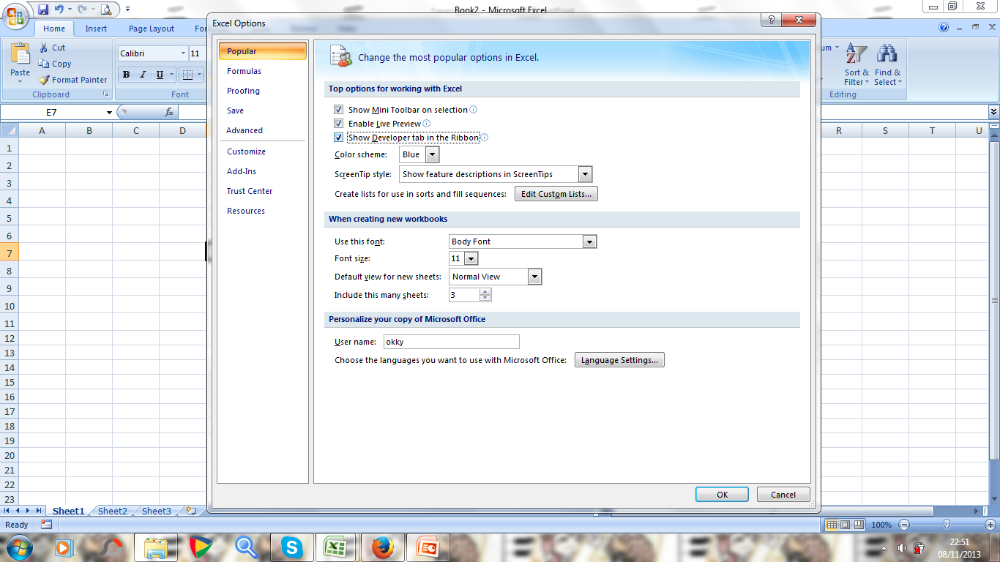 Book2 - Microsoft Excel
Excel Options
Home Insert Page Layout
Cut
Copy
Format Painter
Paste
Clipboard
Calibri 11
B I U
Font
Sort & Filter
Find & Select
Editing
E7
fx
A B C D R S T U
1
2
3
4
5
6
7
8
9
10
11
12
13
14
15
16
17
18
19
20
21
22
23
Popular
Formulas
Proofing
Save
Advanced
Customize
Add-Ins
Trust Center
Resources
Change the most popular options in Excel.
Top options for working with Excel
Show Mini Toolbar on selection
Enable Live Preview
Show Developer tab in the Ribbon
Color scheme: Blue
ScreenTip style: Show feature descriptions in ScreenTips
Create lists for use in sorts and fill sequences: Edit Custom Lists...
When creating new workbooks
Use this font: Body Font
Font size: 11
Default view for new sheets: Normal View
Include this many sheets: 3
Personalize your copy of Microsoft Office
User name: okky
Choose the languages you want to use with Microsoft Office: Language Settings...
OK Cancel
Sheet1 Sheet2 Sheet3
Ready
100%
22:51
08/11/2013